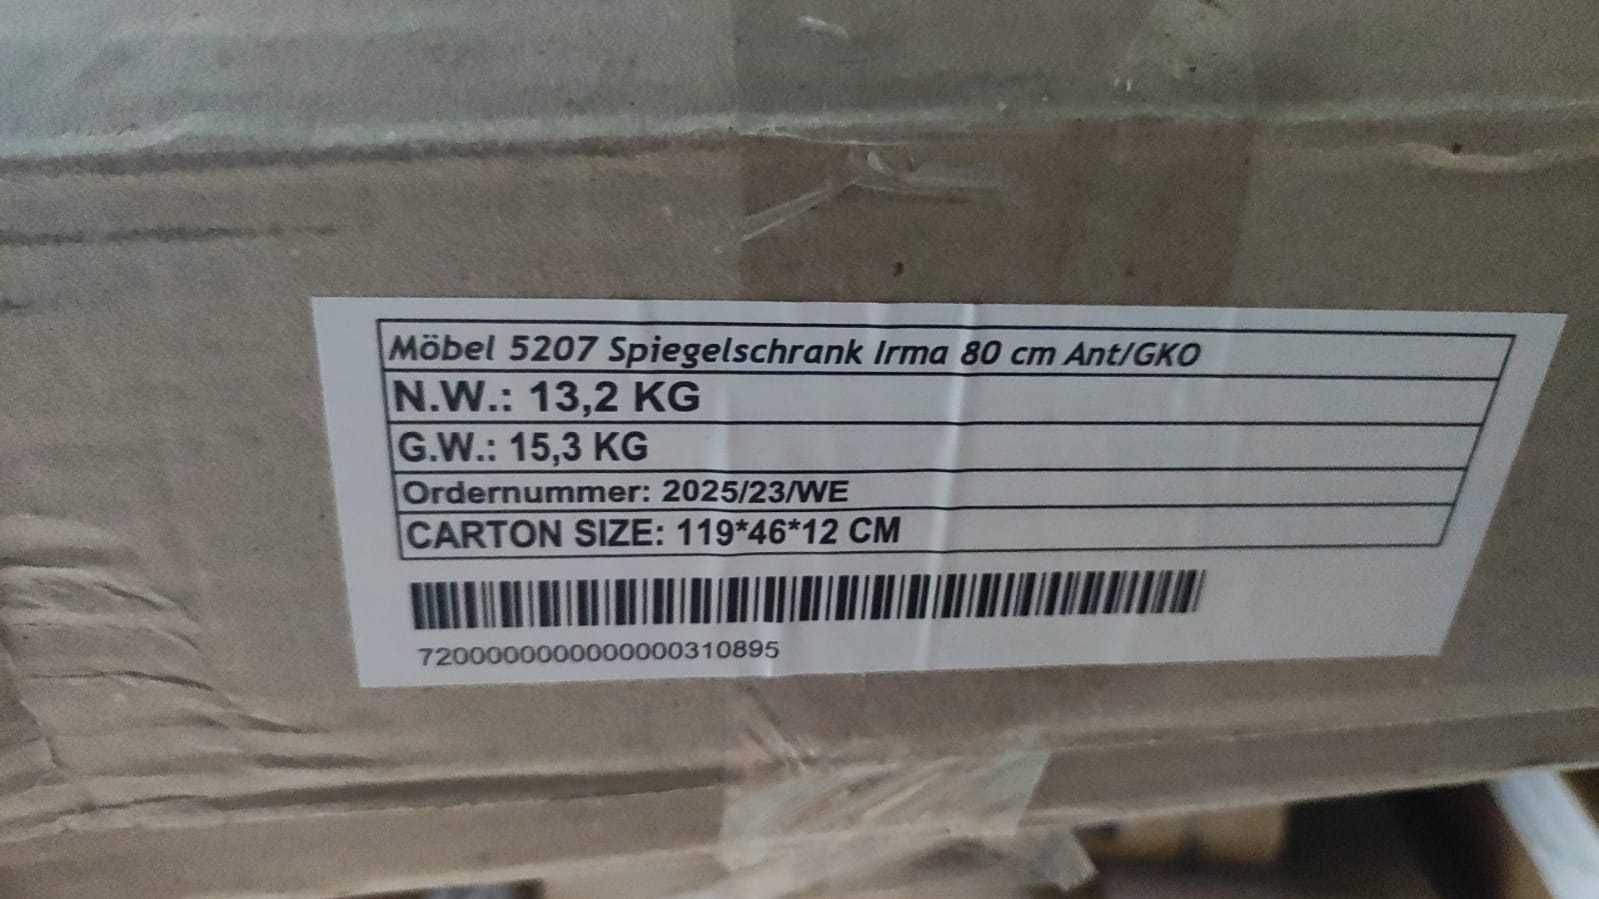 Möbel 5207 Spiegelschrank Irma 80 cm Ant/GKO
N.W.: 13,2 KG
G.W.: 15,3 KG
Ordernummer: 2025/23/WE
CARTON SIZE: 119*46*12 CM
7200000000000000310895